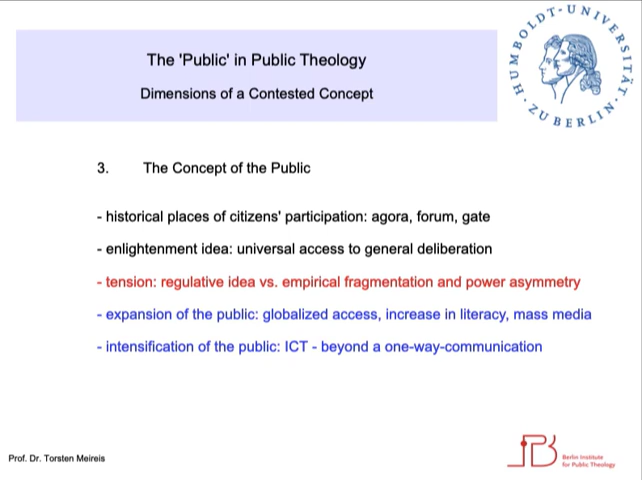 HUMBOLDT-UNIVERSITÄT · ZU BERLIN ·
The 'Public' in Public Theology
Dimensions of a Contested Concept
3. The Concept of the Public
- historical places of citizens' participation: agora, forum, gate
- enlightenment idea: universal access to general deliberation
- tension: regulative idea vs. empirical fragmentation and power asymmetry
- expansion of the public: globalized access, increase in literacy, mass media
- intensification of the public: ICT - beyond a one-way-communication
Prof. Dr. Torsten Meireis
Berlin Institute
for Public Theology